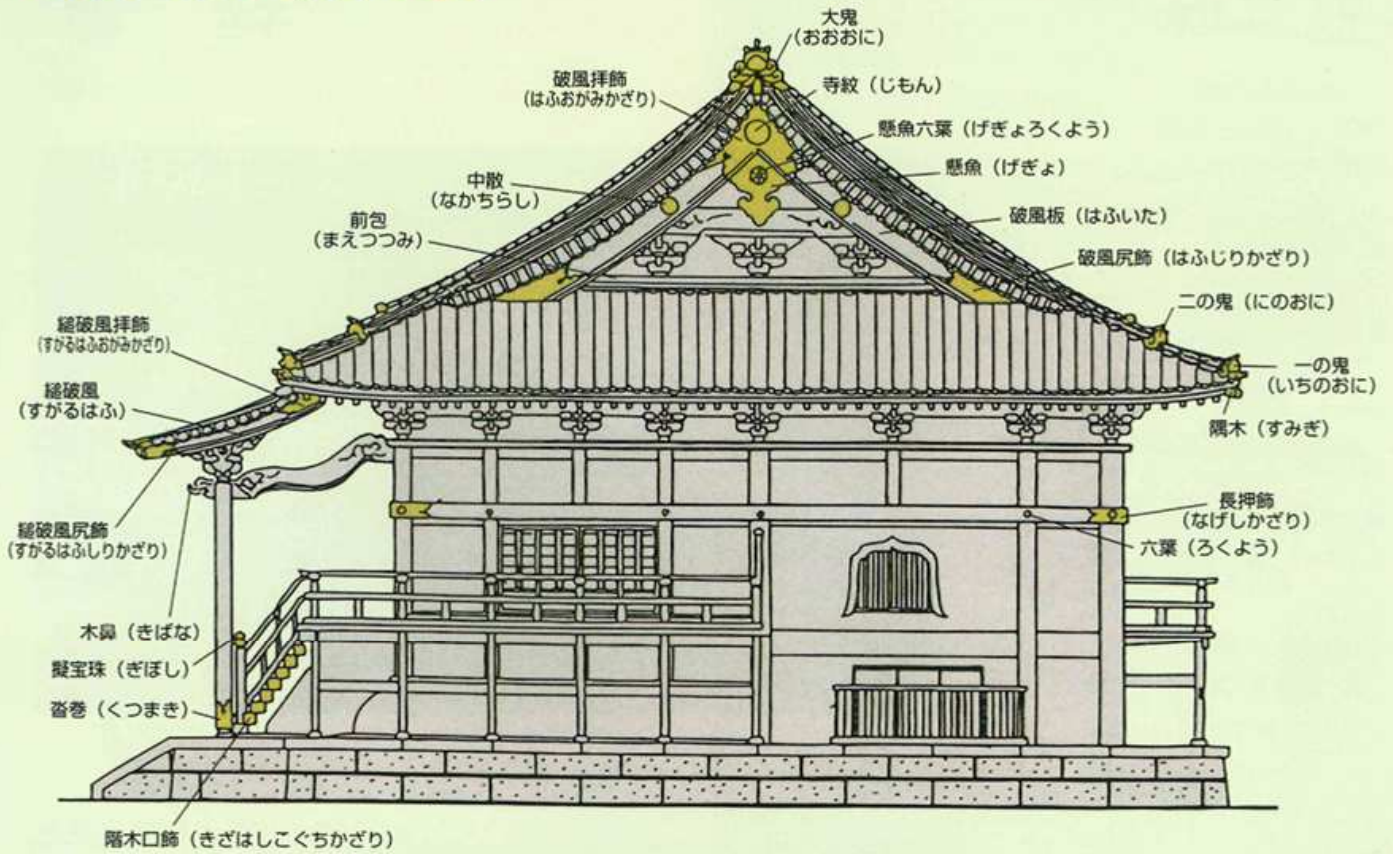 大鬼
(おおおに)
破風拝飾
(はふおがみかざり)
寺紋（じもん）
懸魚六葉（げぎょろくよう）
懸魚（げぎょ）
中散
(なかちらし)
前包
(まえつつみ)
破風板（はふいた）
破風尻飾（はふじりかざり）
二の鬼（にのおに）
一の鬼
(いちのおに)
隅木（すみぎ）
縋破風拝飾
(すがるはふおがみかざり)
縋破風
(すがるはふ)
縋破風尻飾
(すがるはふしりかざり)
長押飾
(なげしかざり)
六葉（ろくよう）
木鼻（きばな）
擬宝珠（ぎぼし）
沓巻（くつまき）
階木口飾（きざはしこぐちかざり）